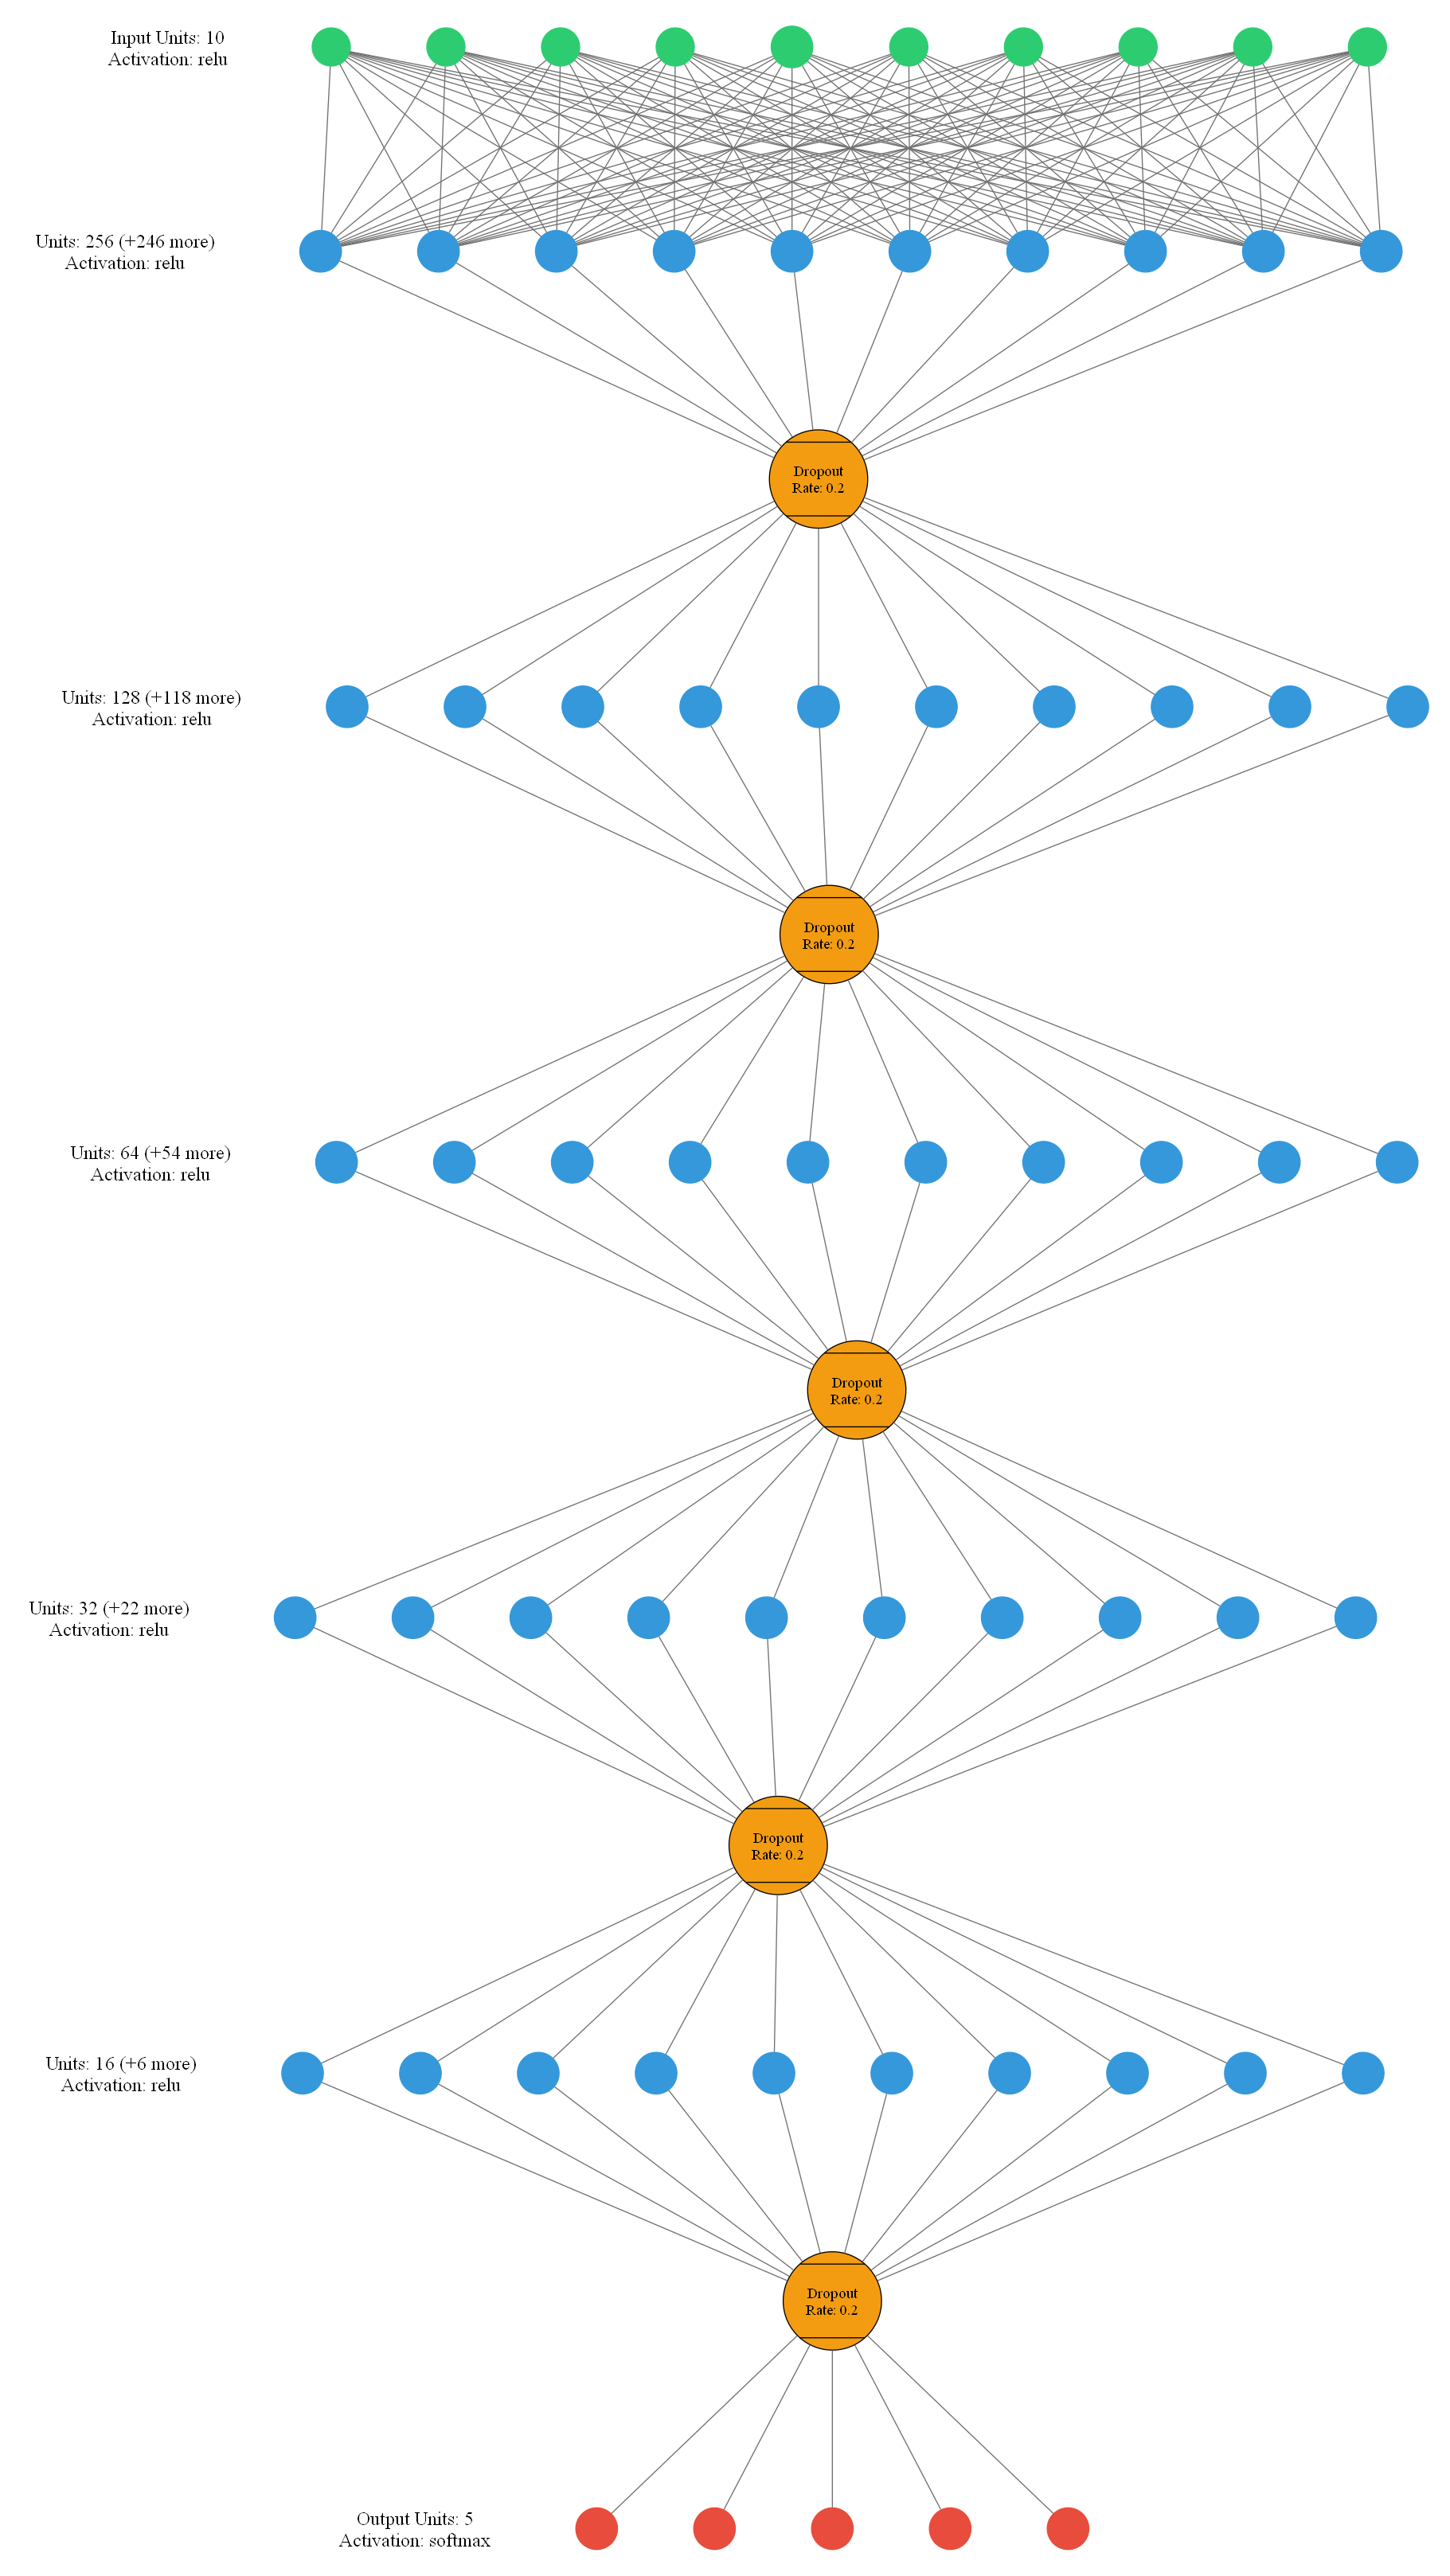 Input Units: 10
Activation: relu
Units: 256 (+246 more)
Activation: relu
Dropout
Rate: 0.2
Units: 128 (+118 more)
Activation: relu
Dropout
Rate: 0.2
Units: 64 (+54 more)
Activation: relu
Dropout
Rate: 0.2
Units: 32 (+22 more)
Activation: relu
Dropout
Rate: 0.2
Units: 16 (+6 more)
Activation: relu
Dropout
Rate: 0.2
Output Units: 5
Activation: softmax